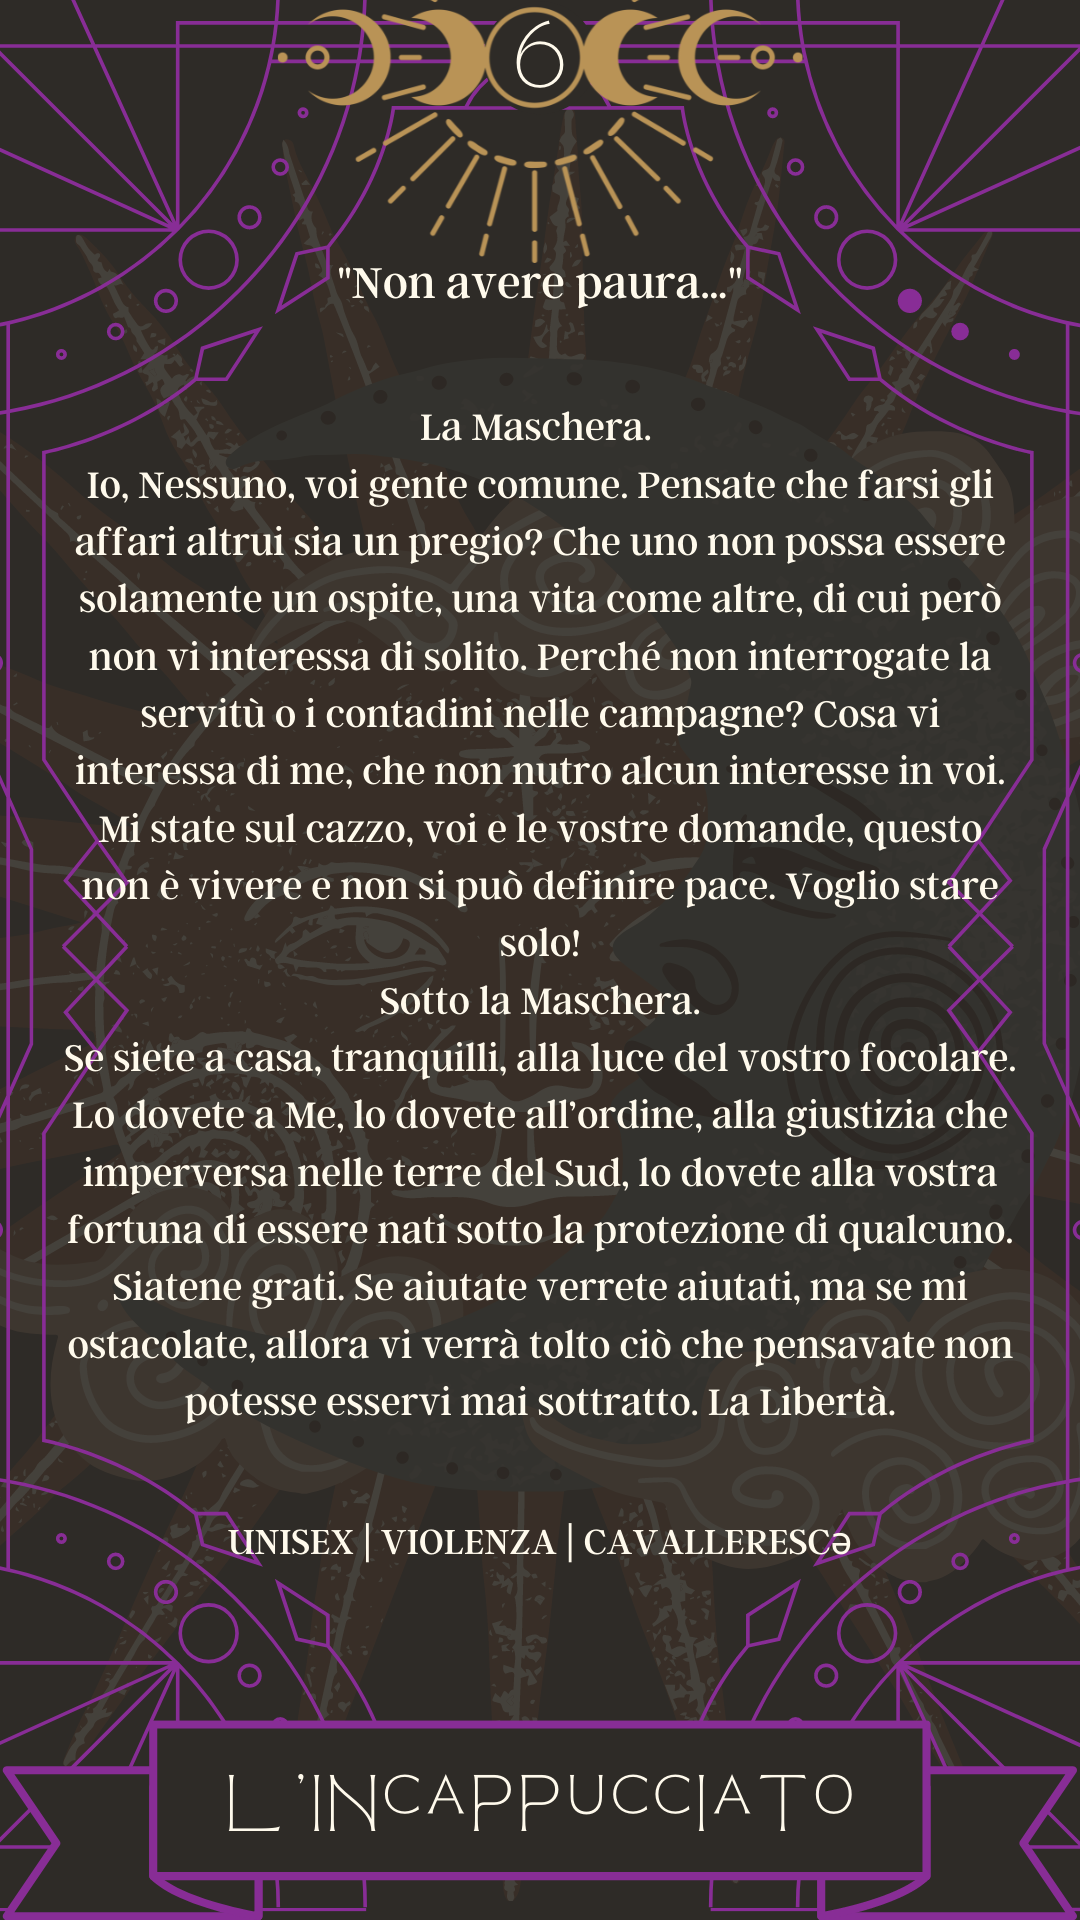 6
"Non avere paura..."
La Maschera.
Io, Nessuno, voi gente comune. Pensate che farsi gli
affari altrui sia un pregio? Che uno non possa essere
solamente un ospite, una vita come altre, di cui però
non vi interessa di solito. Perché non interrogate la
servitù o i contadini nelle campagne? Cosa vi
interessa di me, che non nutro alcun interesse in voi.
Mi state sul cazzo, voi e le vostre domande, questo
non è vivere e non si può definire pace. Voglio stare
solo!
Sotto la Maschera.
Se siete a casa, tranquilli, alla luce del vostro focolare.
Lo dovete a Me, lo dovete all’ordine, alla giustizia che
imperversa nelle terre del Sud, lo dovete alla vostra
fortuna di essere nati sotto la protezione di qualcuno.
Siatene grati. Se aiutate verrete aiutati, ma se mi
ostacolate, allora vi verrà tolto ciò che pensavate non
potesse esservi mai sottratto. La Libertà.
UNISEX | VIOLENZA | CAVALLERESCə
L'INCAPPUCCIATO